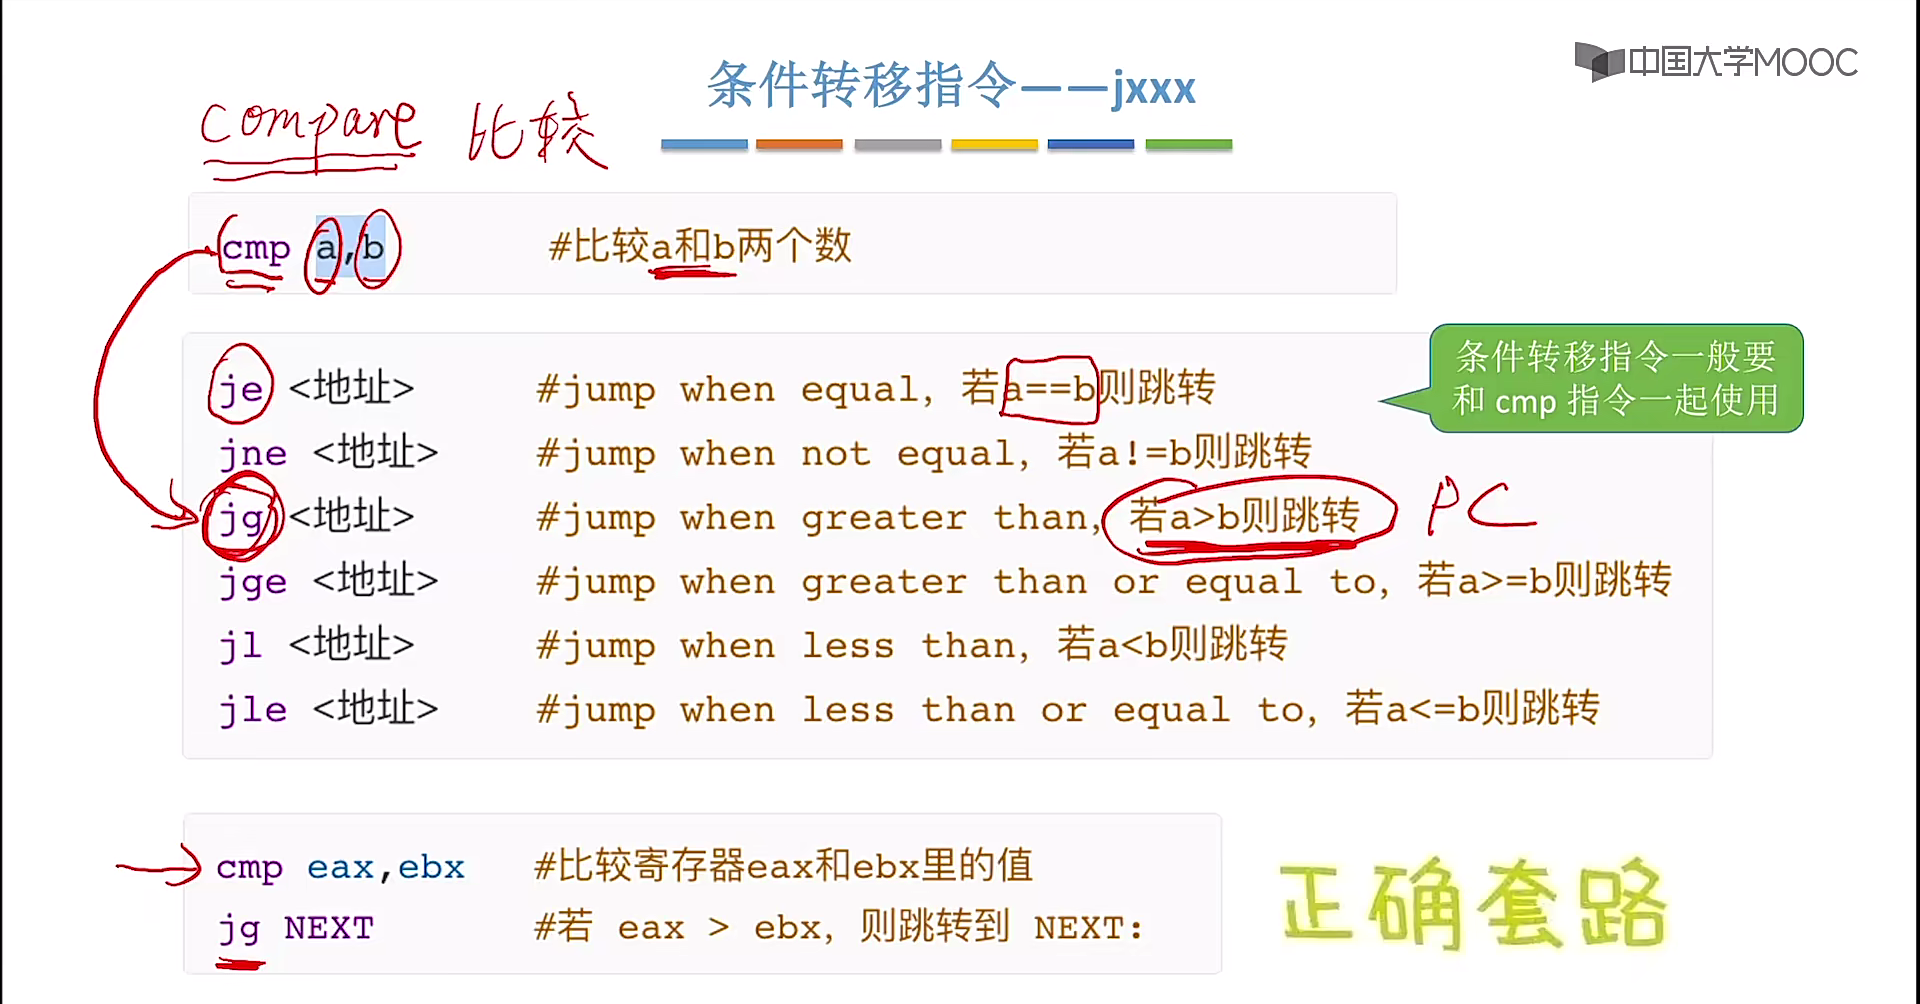 中国大学MOOC
条件转移指令——jxxx
compare 比较
cmp a,b #比较a和b两个数
条件转移指令一般要
和 cmp 指令一起使用
je <地址> #jump when equal，若a==b则跳转
jne <地址> #jump when not equal，若a!=b则跳转
jg <地址> #jump when greater than，若a>b则跳转 PC
jge <地址> #jump when greater than or equal to，若a>=b则跳转
jl <地址> #jump when less than，若a<b则跳转
jle <地址> #jump when less than or equal to，若a<=b则跳转
cmp eax,ebx #比较寄存器eax和ebx里的值
jg NEXT #若 eax > ebx，则跳转到 NEXT:
正确套路